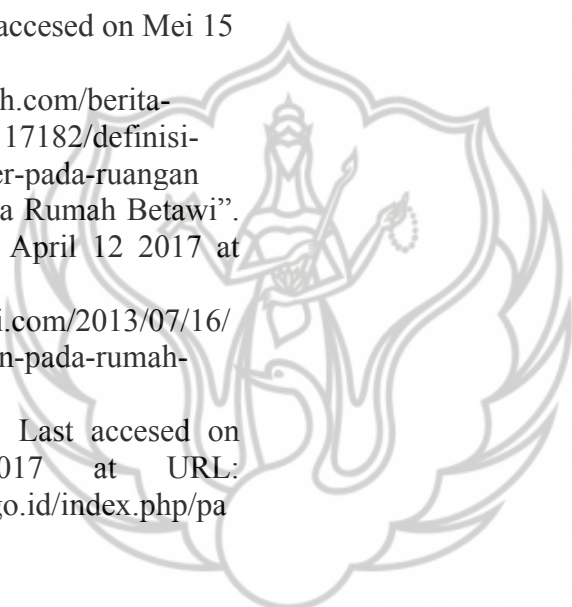 accesed on Mei 15
h.com/berita-
17182/definisi-
er-pada-ruangan
a Rumah Betawi”.
April 12 2017 at
i.com/2013/07/16/
n-pada-rumah-
Last accesed on
017 at URL:
go.id/index.php/pa